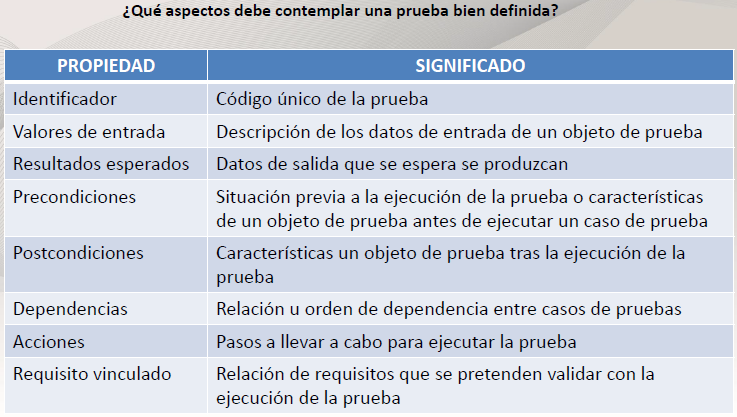 ¿Qué aspectos debe contemplar una prueba bien definida?
PROPIEDAD SIGNIFICADO
Identificador Código único de la prueba
Valores de entrada Descripción de los datos de entrada de un objeto de prueba
Resultados esperados Datos de salida que se espera se produzcan
Precondiciones Situación previa a la ejecución de la prueba o características
de un objeto de prueba antes de ejecutar un caso de prueba
Postcondiciones Características un objeto de prueba tras la ejecución de la
prueba
Dependencias Relación u orden de dependencia entre casos de pruebas
Acciones Pasos a llevar a cabo para ejecutar la prueba
Requisito vinculado Relación de requisitos que se pretenden validar con la
ejecución de la prueba